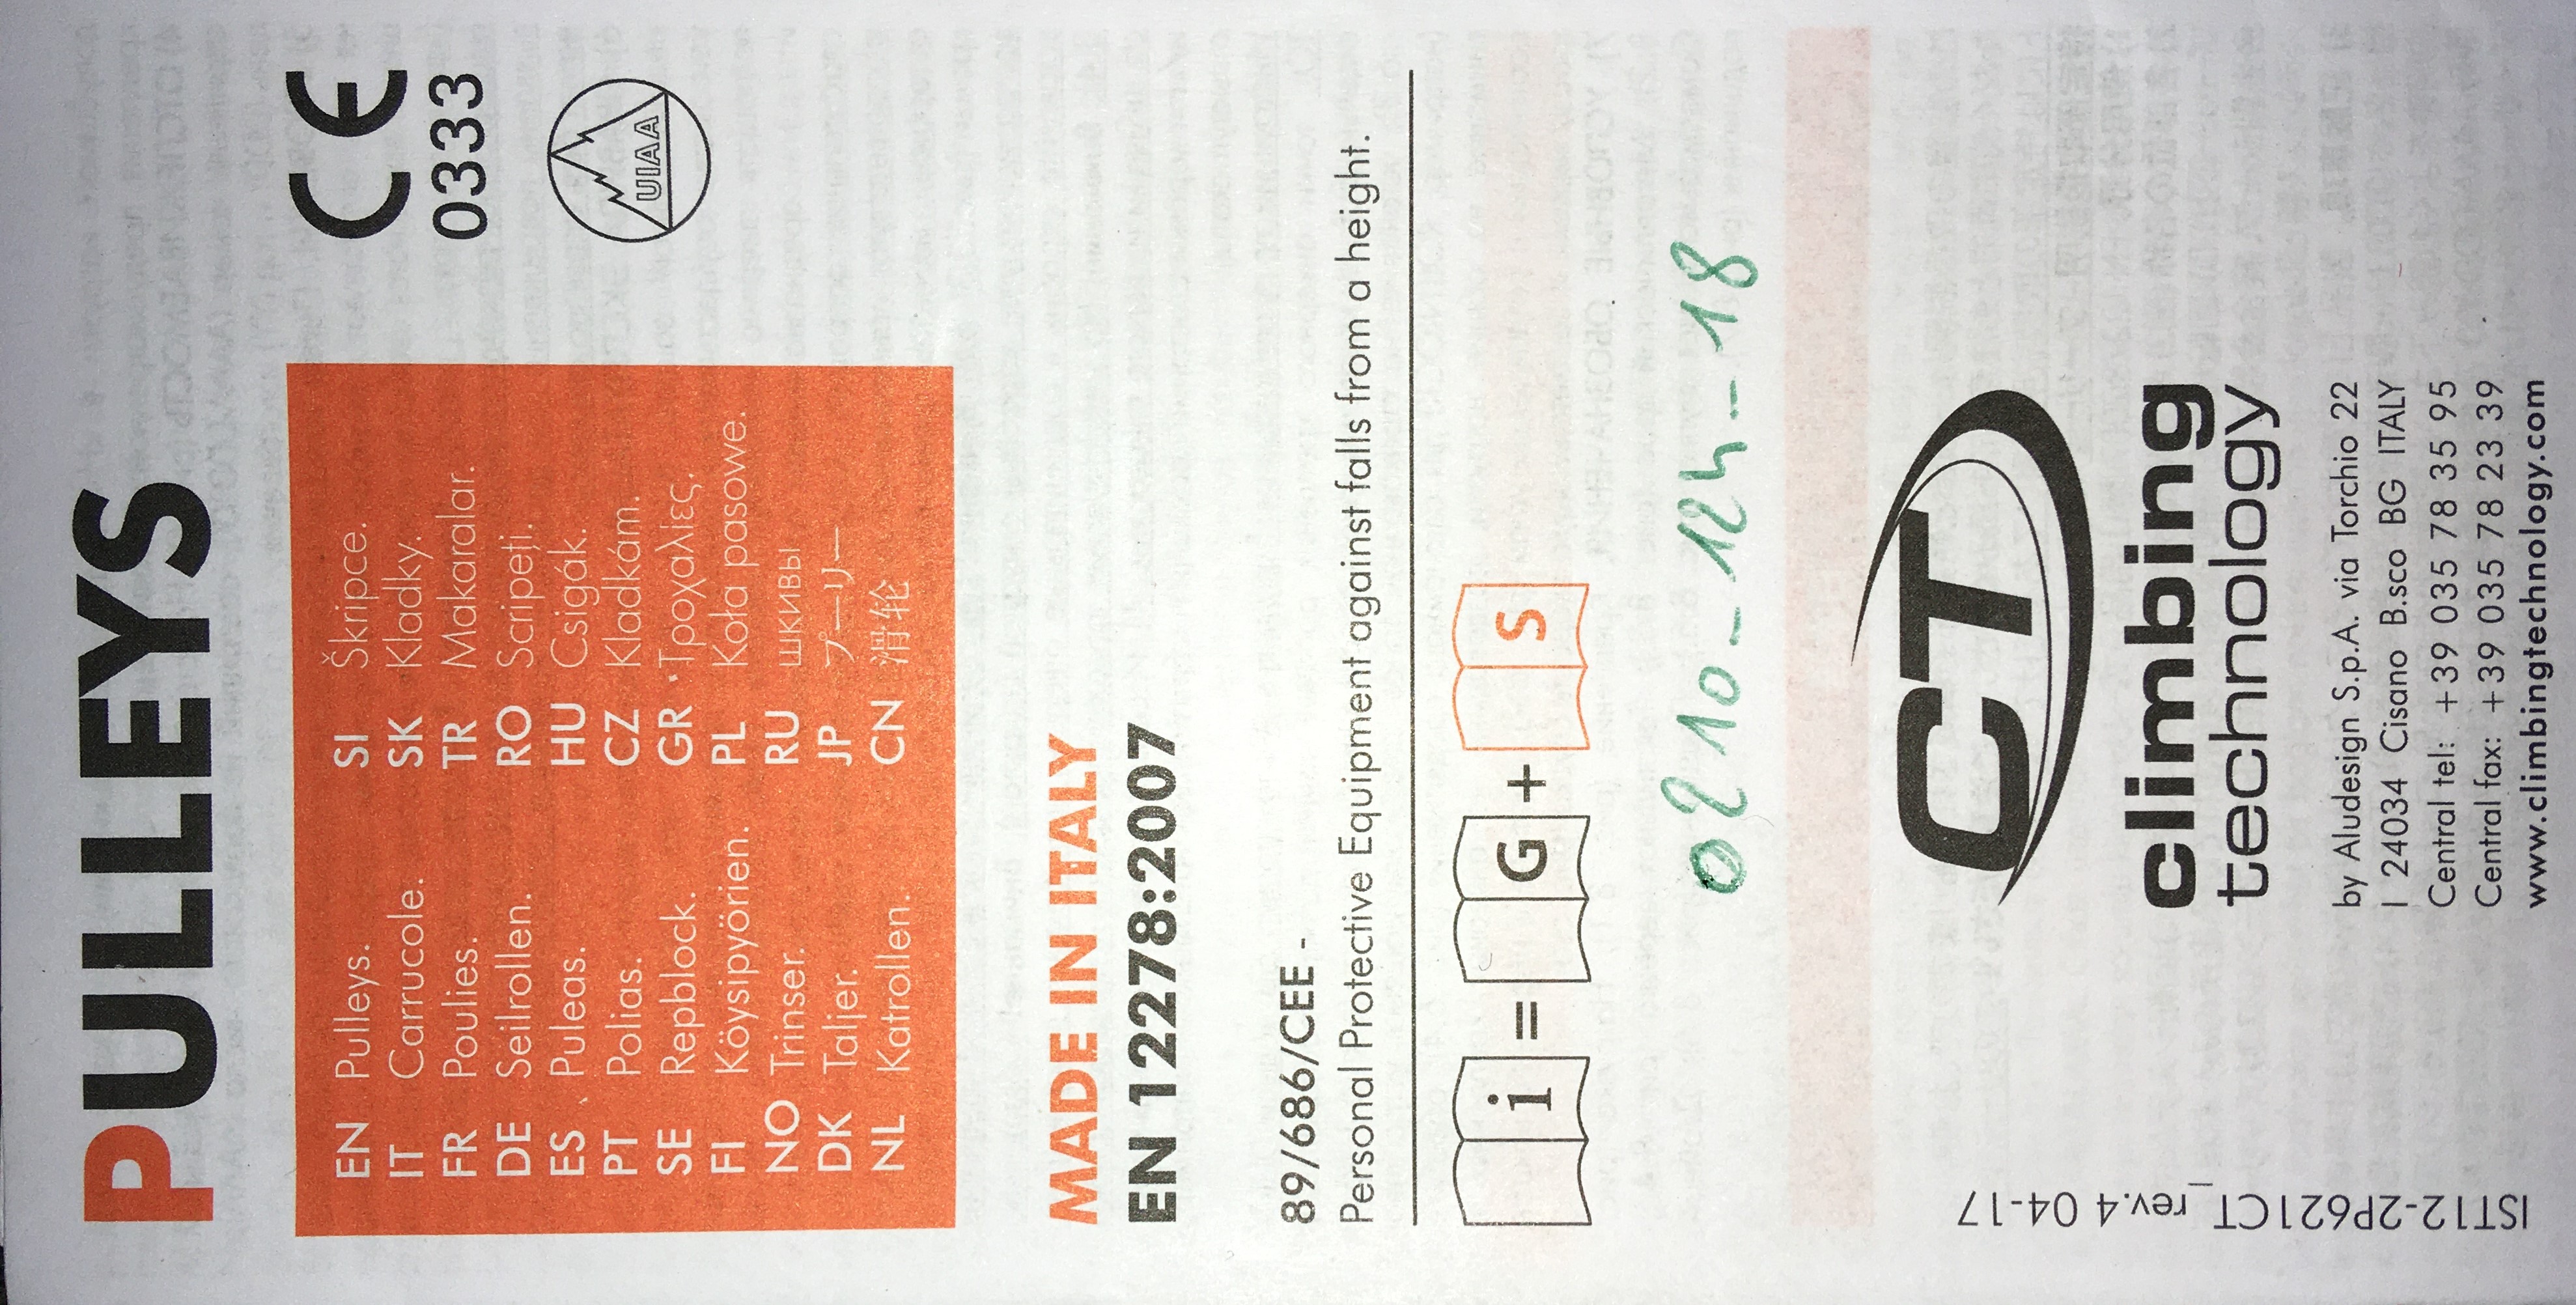 PULLEYS
CE
0333
UIAA
EN Pulleys.
IT Carrucole.
FR Poulies.
DE Seilrollen.
ES Puleas.
PT Polias.
SE Repblock.
FI Köysipyörien.
NO Trinser.
DK Taljer.
NL Katrollen.
SI Škripce.
SK Kladky.
TR Makaralar.
RO Scripeţi.
HU Csigák.
CZ Kladkám.
GR Τροχαλίες.
PL Koła pasowe.
RU шкивы
JP プーリー
CN 滑轮
MADE IN ITALY
EN 12278:2007
89/686/CEE -
Personal Protective Equipment against falls from a height.
i = G + S
0210-124-18
CT
climbing
technology
by Aludesign S.p.A. via Torchio 22
I 24034 Cisano B.sco BG ITALY
Central tel: +39 035 78 35 95
Central fax: +39 035 78 23 39
www.climbingtechnology.com
IST12-2P621CT_rev.4 04-17